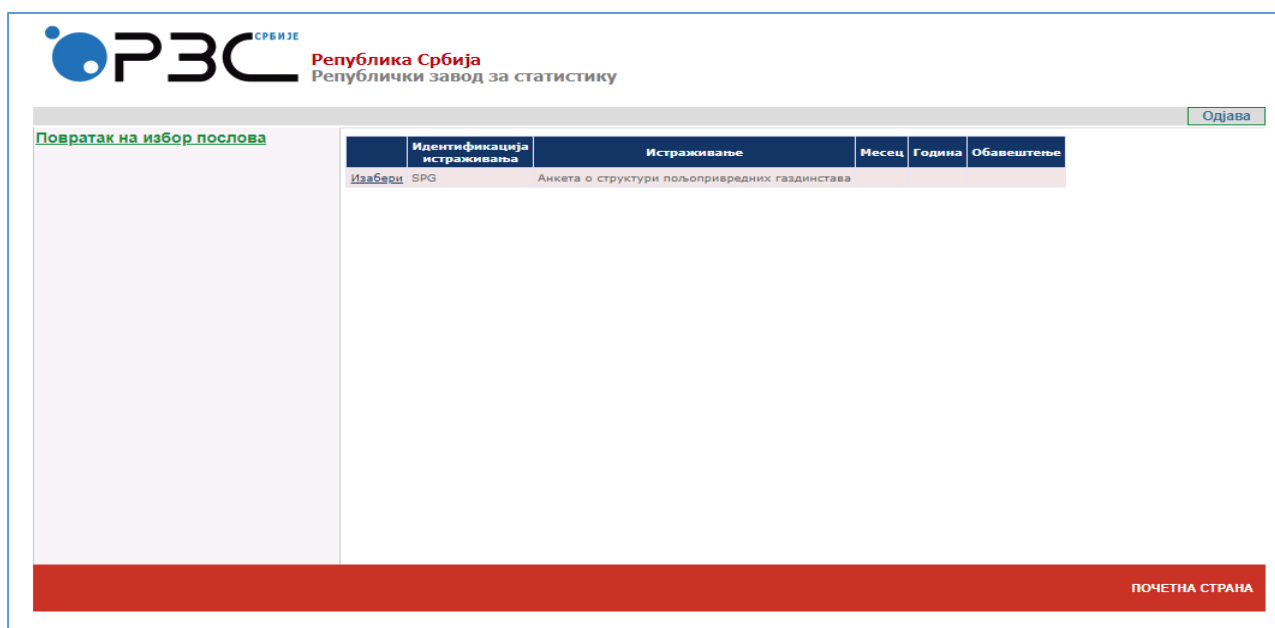 РЗС СРБИЈЕ
Република Србија
Републички завод за статистику
Одјава
Повратак на избор послова
Идентификација
истраживања
Истраживање
Месец
Година
Обавештење
Изабери SPG Анкета о структури пољопривредних газдинстава
ПОЧЕТНА СТРАНА